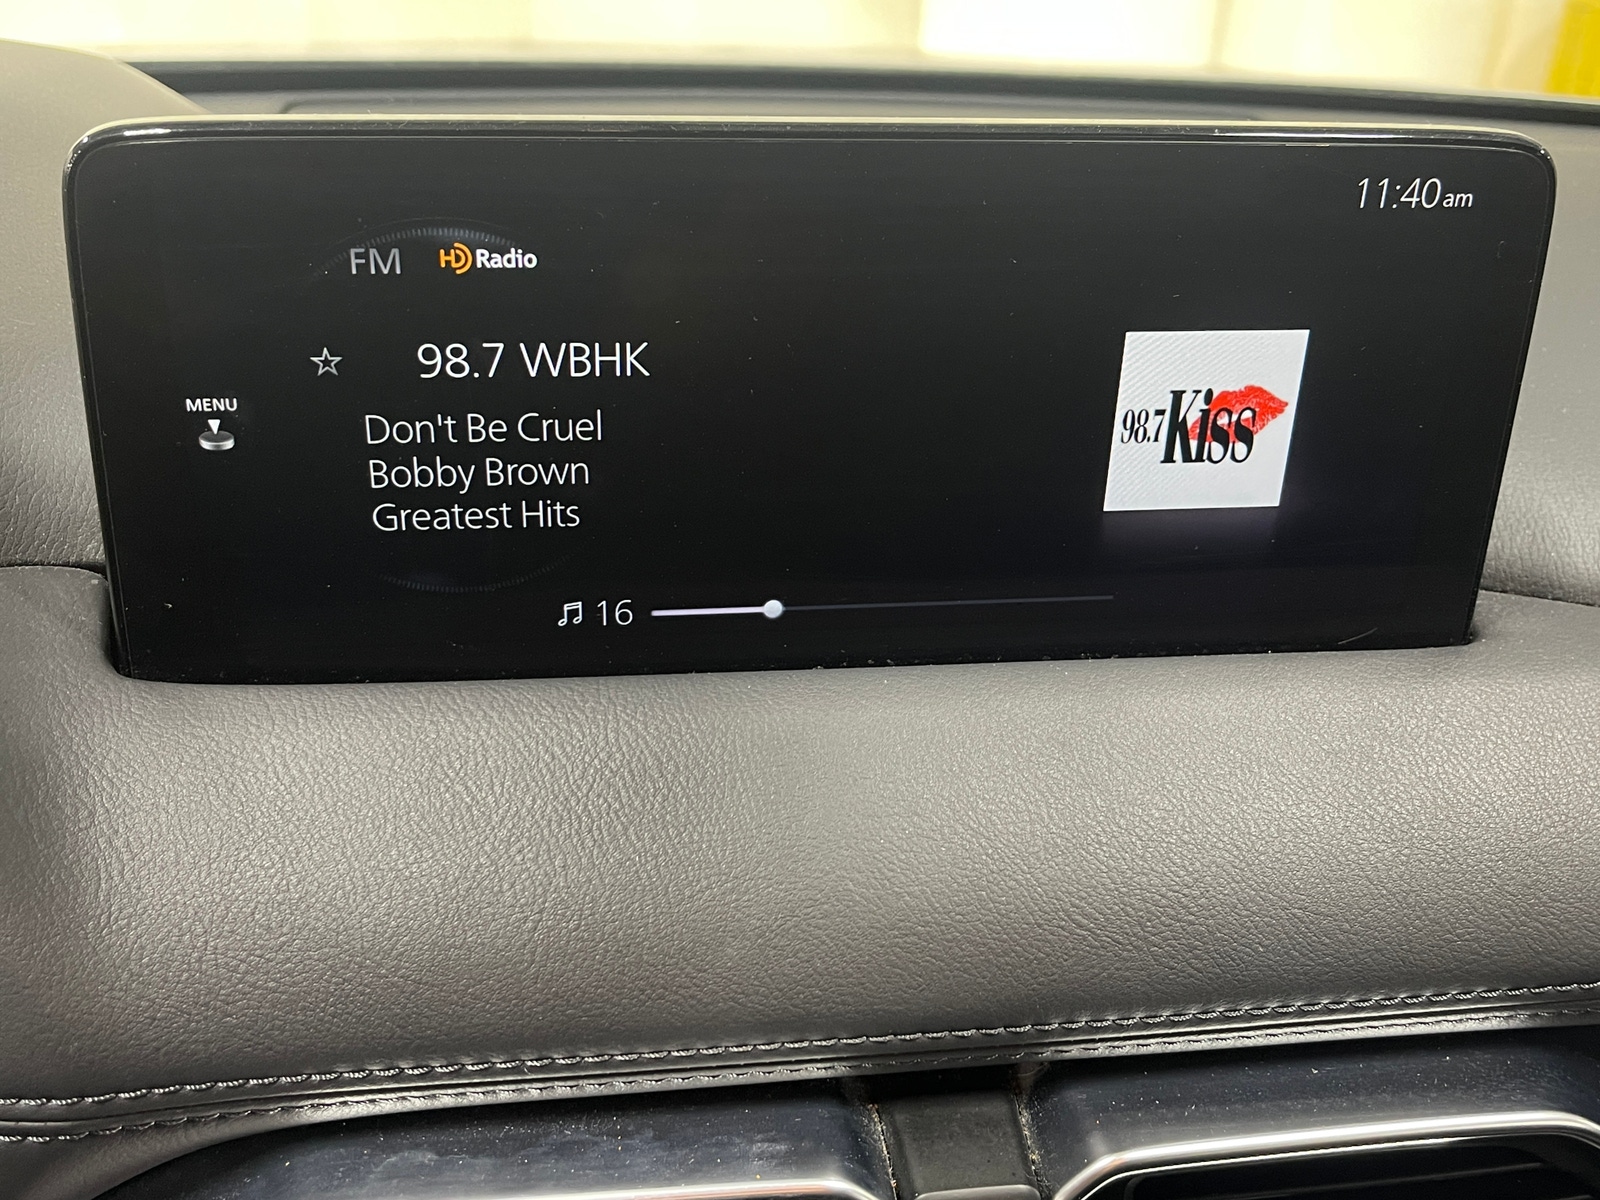 11:40am
FM HD Radio
98.7 WBHK
MENU
Don't Be Cruel
Bobby Brown
Greatest Hits
98.7 Kiss
16